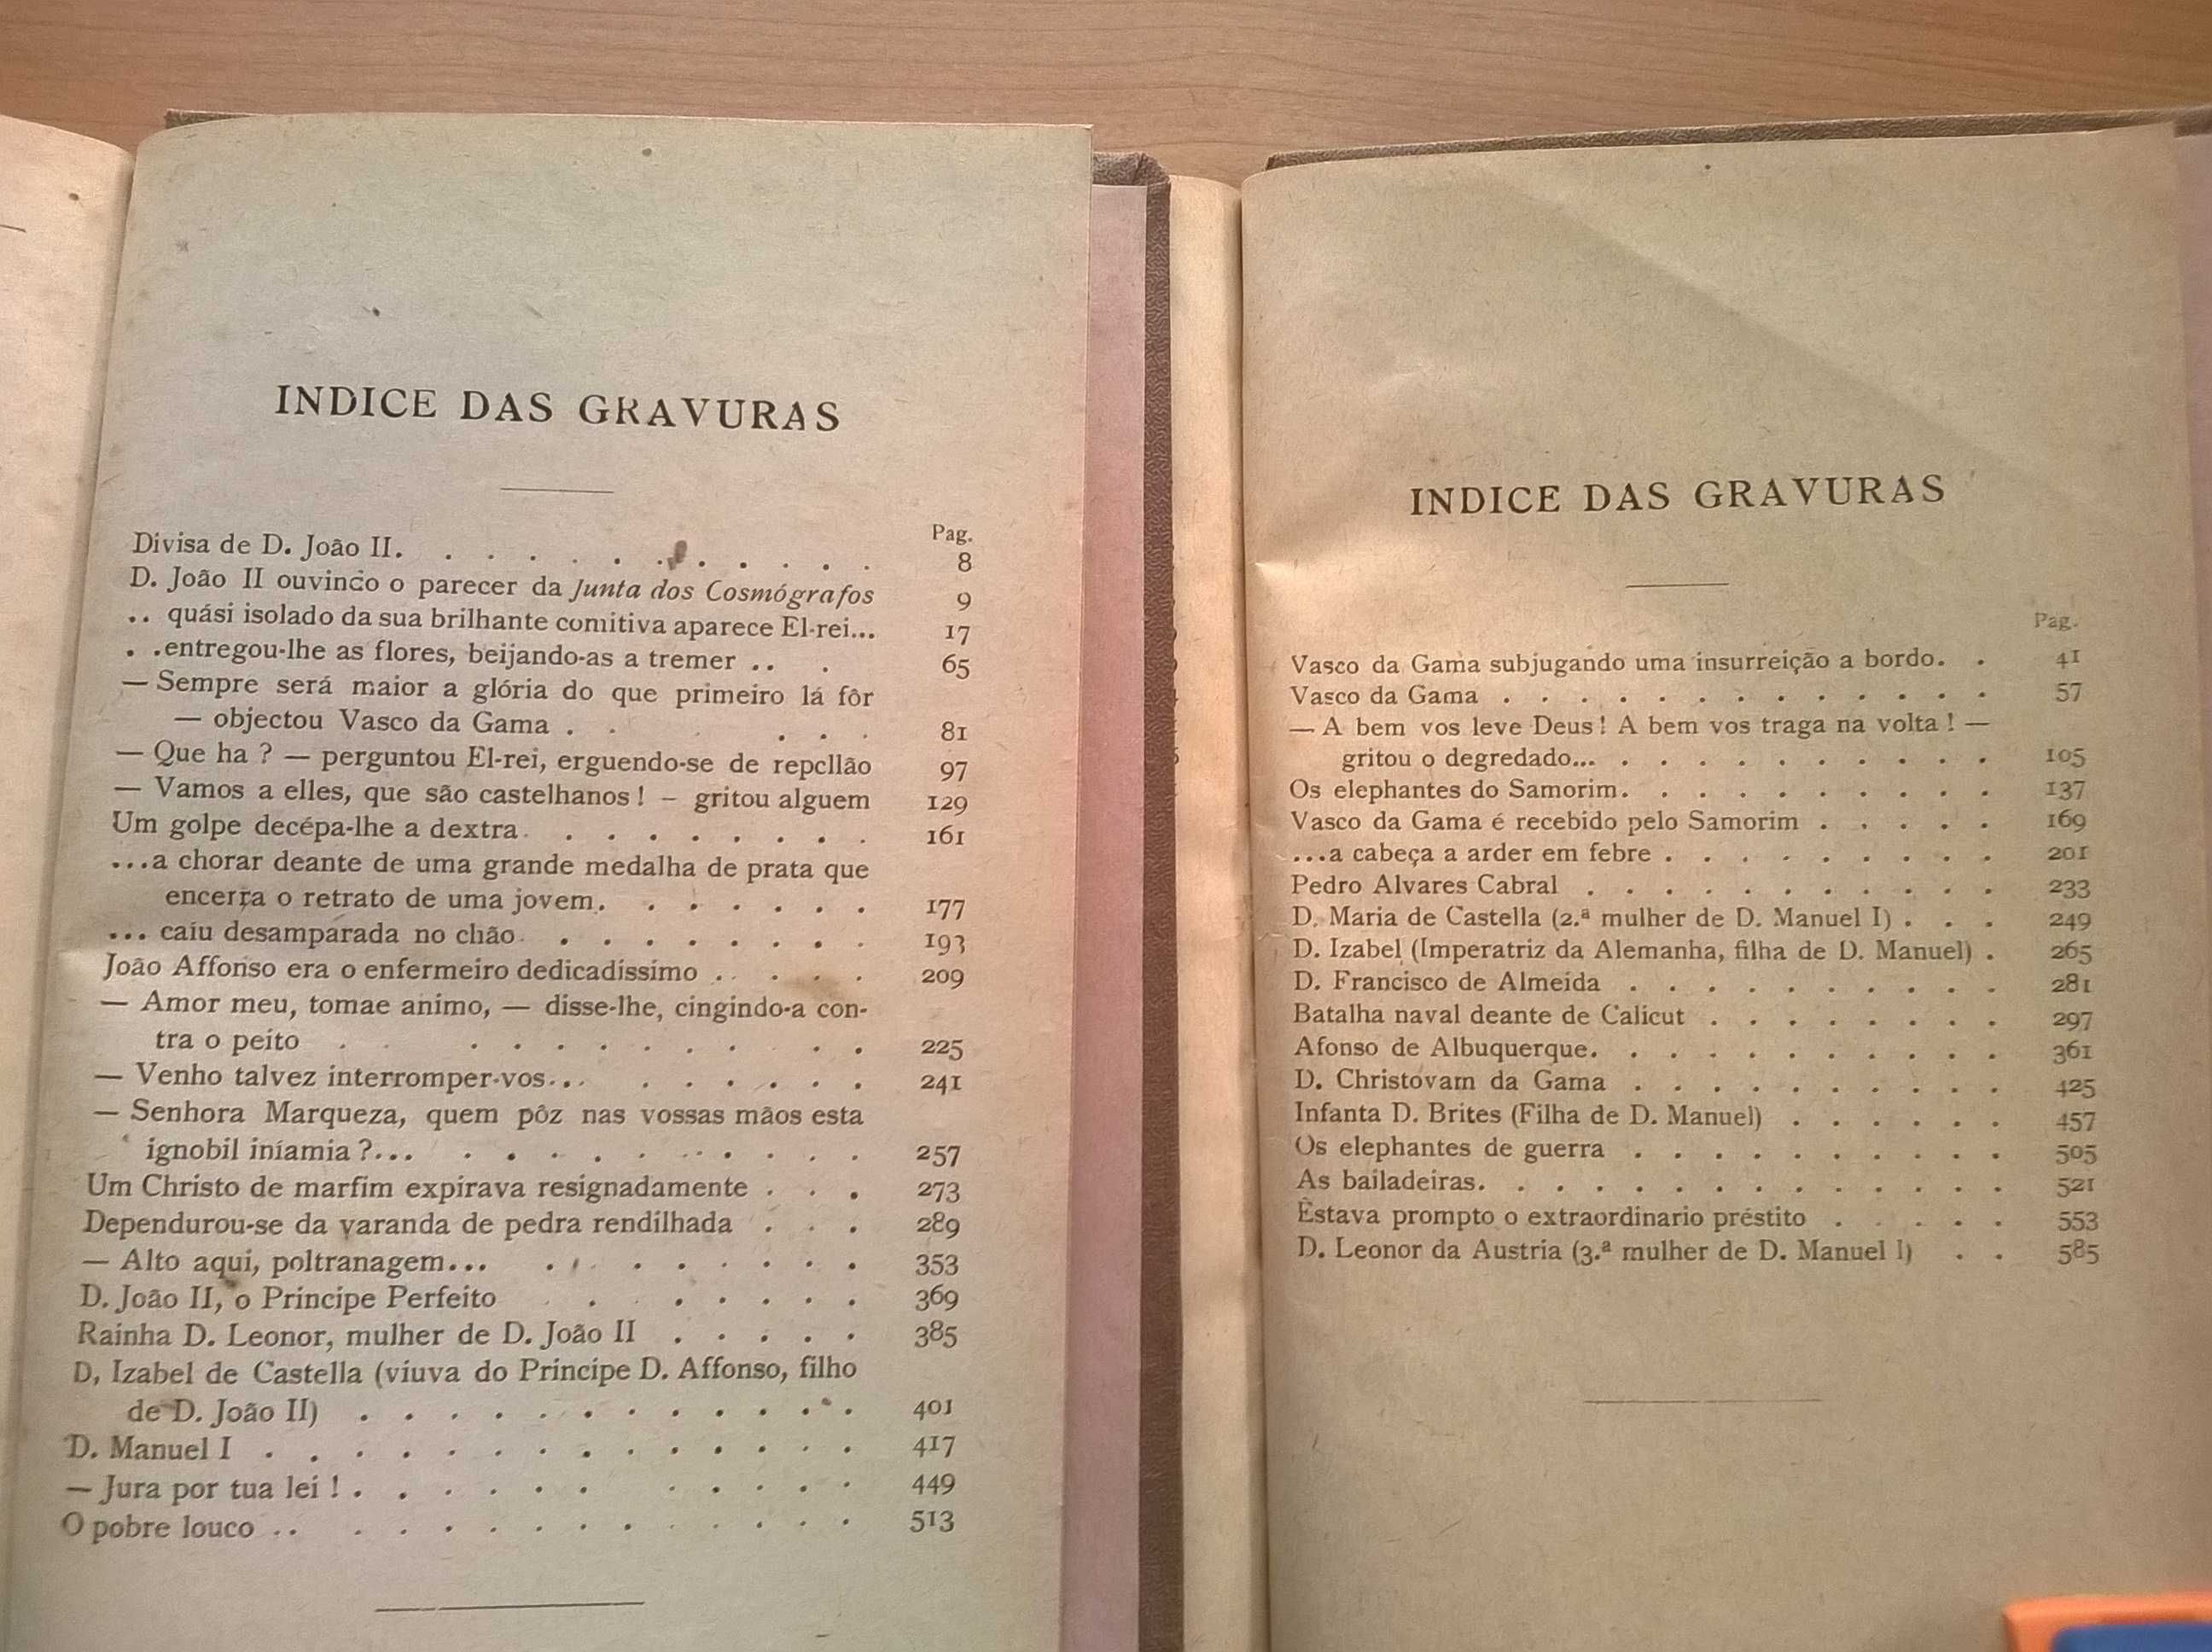 INDICE DAS GRAVURAS
Pag.
Divisa de D. João II. . . . . . . . . . . . 8
D. João II ouvindo o parecer da Junta dos Cosmógrafos 9
.. quási isolado da sua brilhante comitiva aparece El-rei... 17
. .entregou-lhe as flores, beijando-as a tremer .. . 65
— Sempre será maior a glória do que primeiro lá fôr
— objectou Vasco da Gama . . . . . 81
— Que ha ? — perguntou El-rei, erguendo-se de repellão 97
— Vamos a elles, que são castelhanos ! – gritou alguem 129
Um golpe decépa-lhe a dextra . . . . . . . . . 161
...a chorar deante de uma grande medalha de prata que
encerra o retrato de uma jovem. . . . . . . 177
... caíu desamparada no chão . . . . . . . . . 193
João Affonso era o enfermeiro dedicadissimo . . . . . 209
— Amor meu, tomae animo, — disse-lhe, cingindo-a con-
tra o peito . . . . . . . . . . 225
— Venho talvez interromper-vos... . . . . . . 241
— Senhora Marqueza, quem pôz nas vossas mãos esta
ignobil infamia ?... . . . . . . . . . . 257
Um Christo de marfim expirava resignadamente . . . 273
Dependurou-se da varanda de pedra rendilhada . . . 289
— Alto aqui, poltranagem... . . . . . . . . 353
D. João II, o Principe Perfeito . . . . . . . 369
Rainha D. Leonor, mulher de D. João II . . . . . 385
D, Izabel de Castella (viuva do Principe D. Affonso, filho
de D. João II) . . . . . . . . . . . . 401
D. Manuel I . . . . . . . . . . . . . . 417
— Jura por tua lei ! . . . . . . . . . . . 449
O pobre louco .. . . . . . . . . . . . . 513
INDICE DAS GRAVURAS
Pag.
Vasco da Gama subjugando uma insurreição a bordo. . 41
Vasco da Gama . . . . . . . . . . . . . 57
— A bem vos leve Deus ! A bem vos traga na volta ! —
gritou o degredado... . . . . . . . . . . 105
Os elephantes do Samorim. . . . . . . . . . 137
Vasco da Gama é recebido pelo Samorim . . . . . 169
...a cabeça a arder em febre . . . . . . . . . 201
Pedro Alvares Cabral . . . . . . . . . . . 233
D. Maria de Castella (2.ª mulher de D. Manuel I) . . . 249
D. Izabel (Imperatriz da Alemanha, filha de D. Manuel) . 265
D. Francisco de Almeida . . . . . . . . . . 281
Batalha naval deante de Calicut . . . . . . . . 297
Afonso de Albuquerque. . . . . . . . . . . 361
D. Christovam da Gama . . . . . . . . . . 425
Infanta D. Brites (Filha de D. Manuel) . . . . . . 457
Os elephantes de guerra . . . . . . . . . . 505
As bailadeiras. . . . . . . . . . . . . . 521
Estava prompto o extraordinario préstito . . . . . 553
D. Leonor da Austria (3.ª mulher de D. Manuel I) . . 585